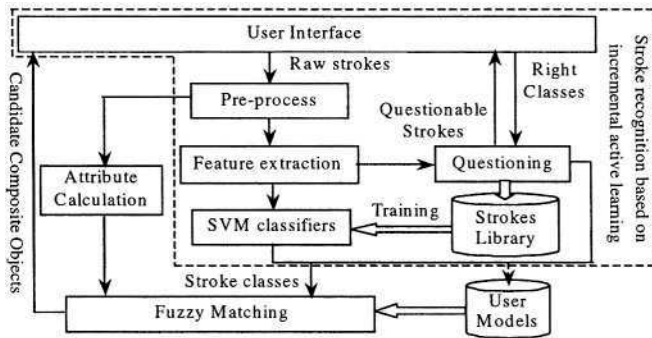 User Interface
Raw strokes
Right
Classes
Pre-process
Questionable
Strokes
Feature extraction
Questioning
Attribute
Calculation
SVM classifiers
Training
Strokes
Library
Stroke classes
Fuzzy Matching
User
Models
Candidate Composite Objects
Stroke recognition based on
incremental active learning